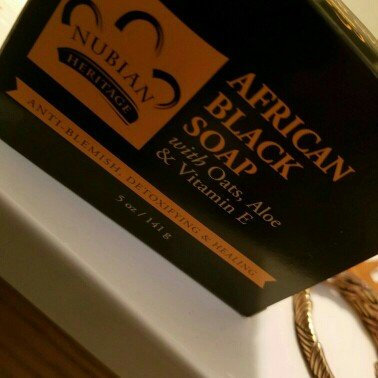 NUBIAN
HERITAGE
AFRICAN
BLACK
SOAP
with Oats, Aloe
& Vitamin E
ANTI-BLEMISH, DETOXIFYING & HEALING
5 oz / 141 g